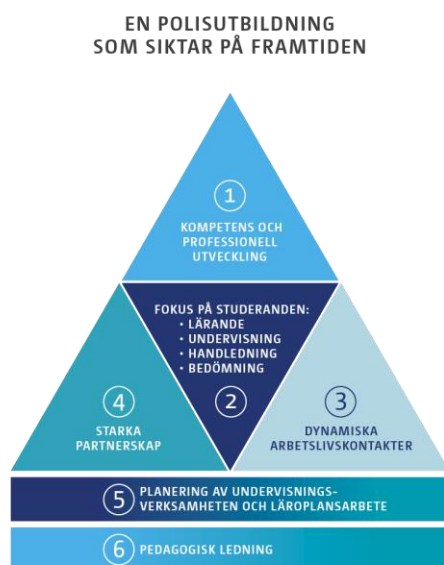 EN POLISUTBILDNING
SOM SIKTAR PÅ FRAMTIDEN
1
KOMPETENS OCH
PROFESSIONELL
UTVECKLING
FOKUS PÅ STUDERANDEN:
• LÄRANDE
• UNDERVISNING
• HANDLEDNING
• BEDÖMNING
2
3
DYNAMISKA
ARBETSLIVSKONTAKTER
4
STARKA
PARTNERSKAP
5
PLANERING AV UNDERVISNINGS-
VERKSAMHETEN OCH LÄROPLANSARBETE
6
PEDAGOGISK LEDNING